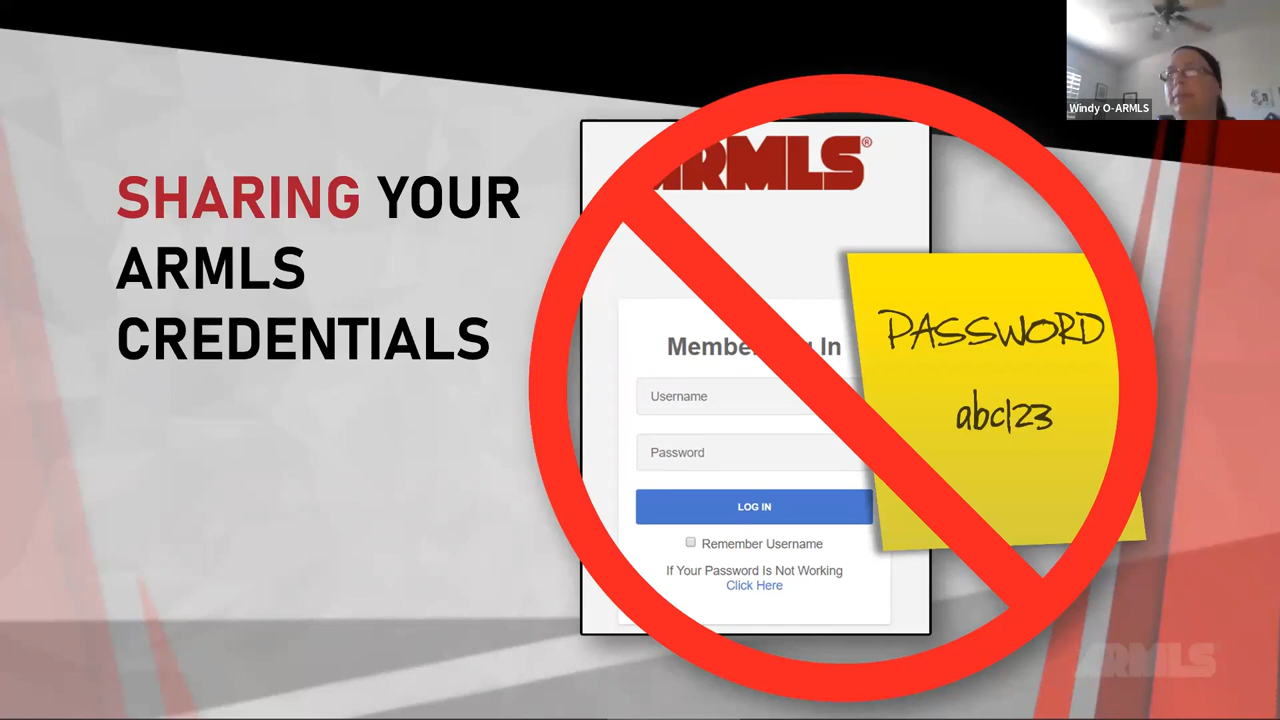 Windy O-ARMLS
SHARING YOUR
ARMLS
CREDENTIALS
ARMLS®
Member Log In
Username
Password
LOG IN
Remember Username
If Your Password Is Not Working
Click Here
PASSWORD
abc123
ARMLS